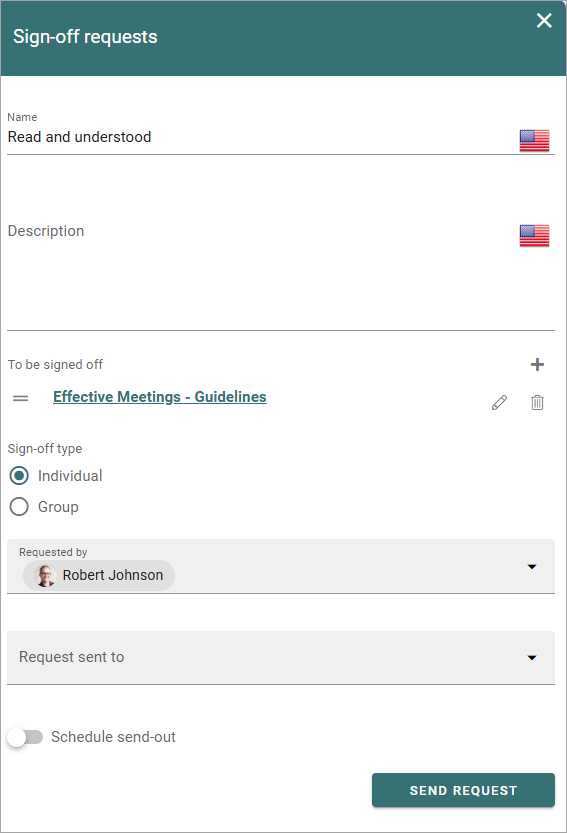 Sign-off requests
Name
Read and understood
Description
To be signed off
Effective Meetings - Guidelines
Sign-off type
Individual
Group
Requested by
Robert Johnson
Request sent to
Schedule send-out
SEND REQUEST